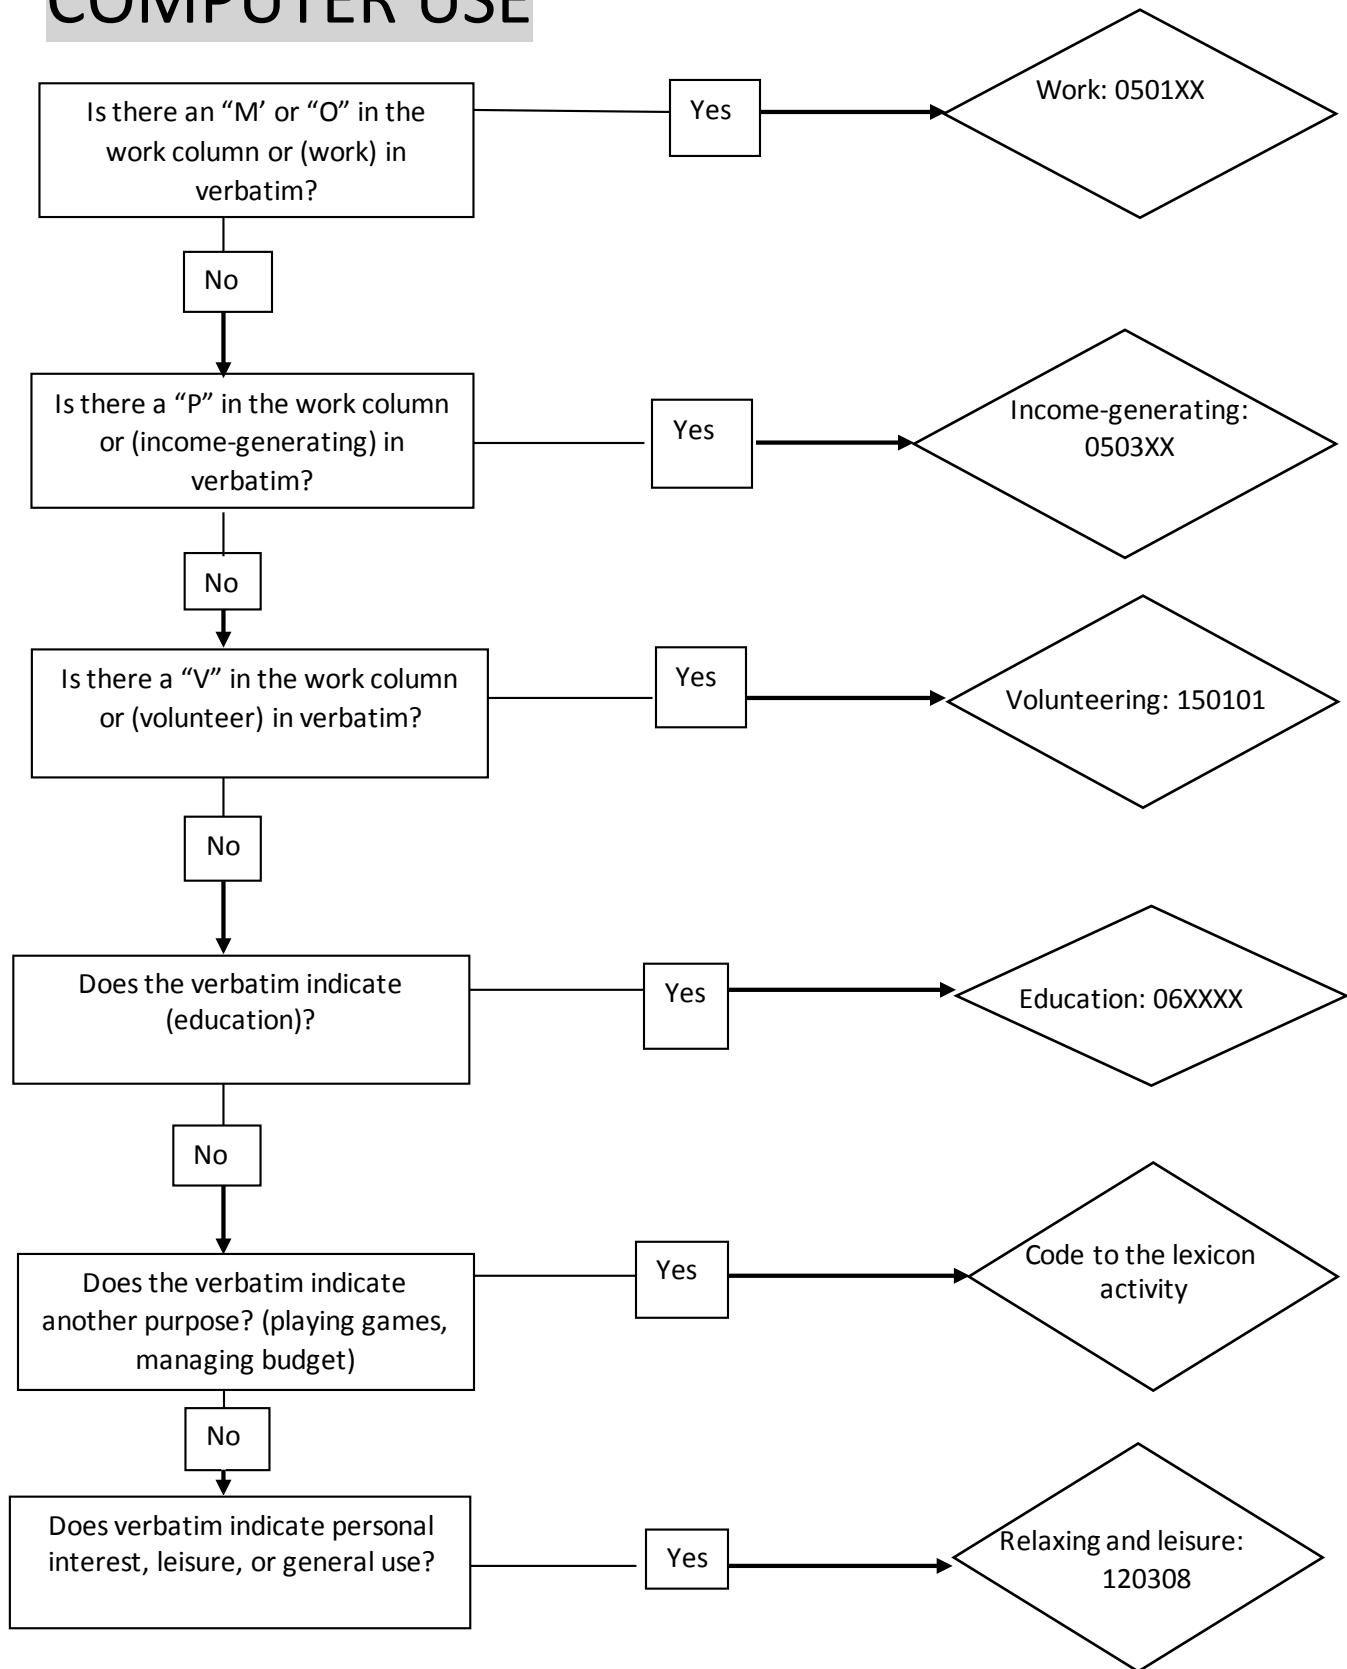 COMPUTER USE
Is there an “M’ or “O” in the
work column or (work) in
verbatim?
Yes
Work: 0501XX
No
Is there a “P” in the work column
or (income-generating) in
verbatim?
Yes
Income-generating:
0503XX
No
Is there a “V” in the work column
or (volunteer) in verbatim?
Yes
Volunteering: 150101
No
Does the verbatim indicate
(education)?
Yes
Education: 06XXXX
No
Does the verbatim indicate
another purpose? (playing games,
managing budget)
Yes
Code to the lexicon
activity
No
Does verbatim indicate personal
interest, leisure, or general use?
Yes
Relaxing and leisure:
120308